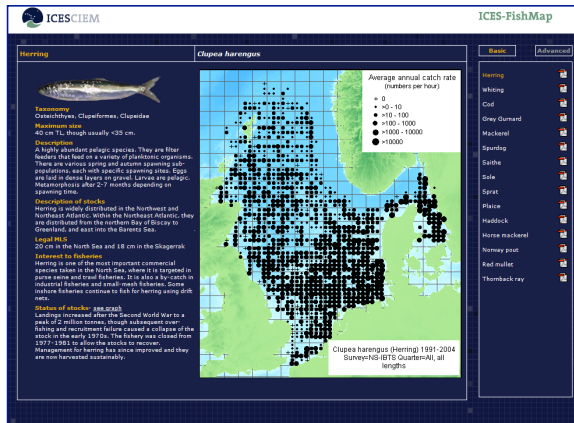 ICESCIEM
ICES-FishMap
Herring
Clupea harengus
Basic
Advanced
Taxonomy
Osteichthyes, Clupeiformes, Clupeidae
Maximum size
40 cm TL, though usually <35 cm.
Description
A highly abundant pelagic species. They are filter
feeders that feed on a variety of planktonic organisms.
There are various spring and autumn spawning sub-
populations, each with specific spawning sites. Eggs
are laid in dense layers on gravel. Larvae are pelagic.
Metamorphosis after 2-7 months depending on
spawning time.
Description of stocks
Herring is widely distributed in the Northwest and
Northeast Atlantic. Within the Northeast Atlantic, they
are distributed from the northern Bay of Biscay to
Greenland, and east into the Barents Sea.
Legal MLS
20 cm in the North Sea and 18 cm in the Skagerrak
Interest to fisheries
Herring is one of the most important commercial
species taken in the North Sea, where it is targeted in
purse seine and trawl fisheries. It is also a by-catch in
industrial fisheries and small-mesh fisheries. Some
inshore fisheries continue to fish for herring using drift
nets.
Status of stocks- see graph
Landings increased after the Second World War to a
peak of 2 million tonnes, though subsequent over-
fishing and recruitment failure caused a collapse of the
stock in the early 1970s. The fishery was closed from
1977-1981 to allow the stocks to recover.
Management for herring has since improved and they
are now harvested sustainably.
Average annual catch rate
(numbers per hour)
0
>0 - 10
>10 - 100
>100 - 1000
>1000 - 10000
>10000
Clupea harengus (Herring) 1991-2004
Survey=NS-IBTS Quarter=All, all
lengths
Herring
Whiting
Cod
Grey Gurnard
Mackerel
Spurdog
Saithe
Sole
Sprat
Plaice
Haddock
Horse mackerel
Norway pout
Red mullet
Thornback ray